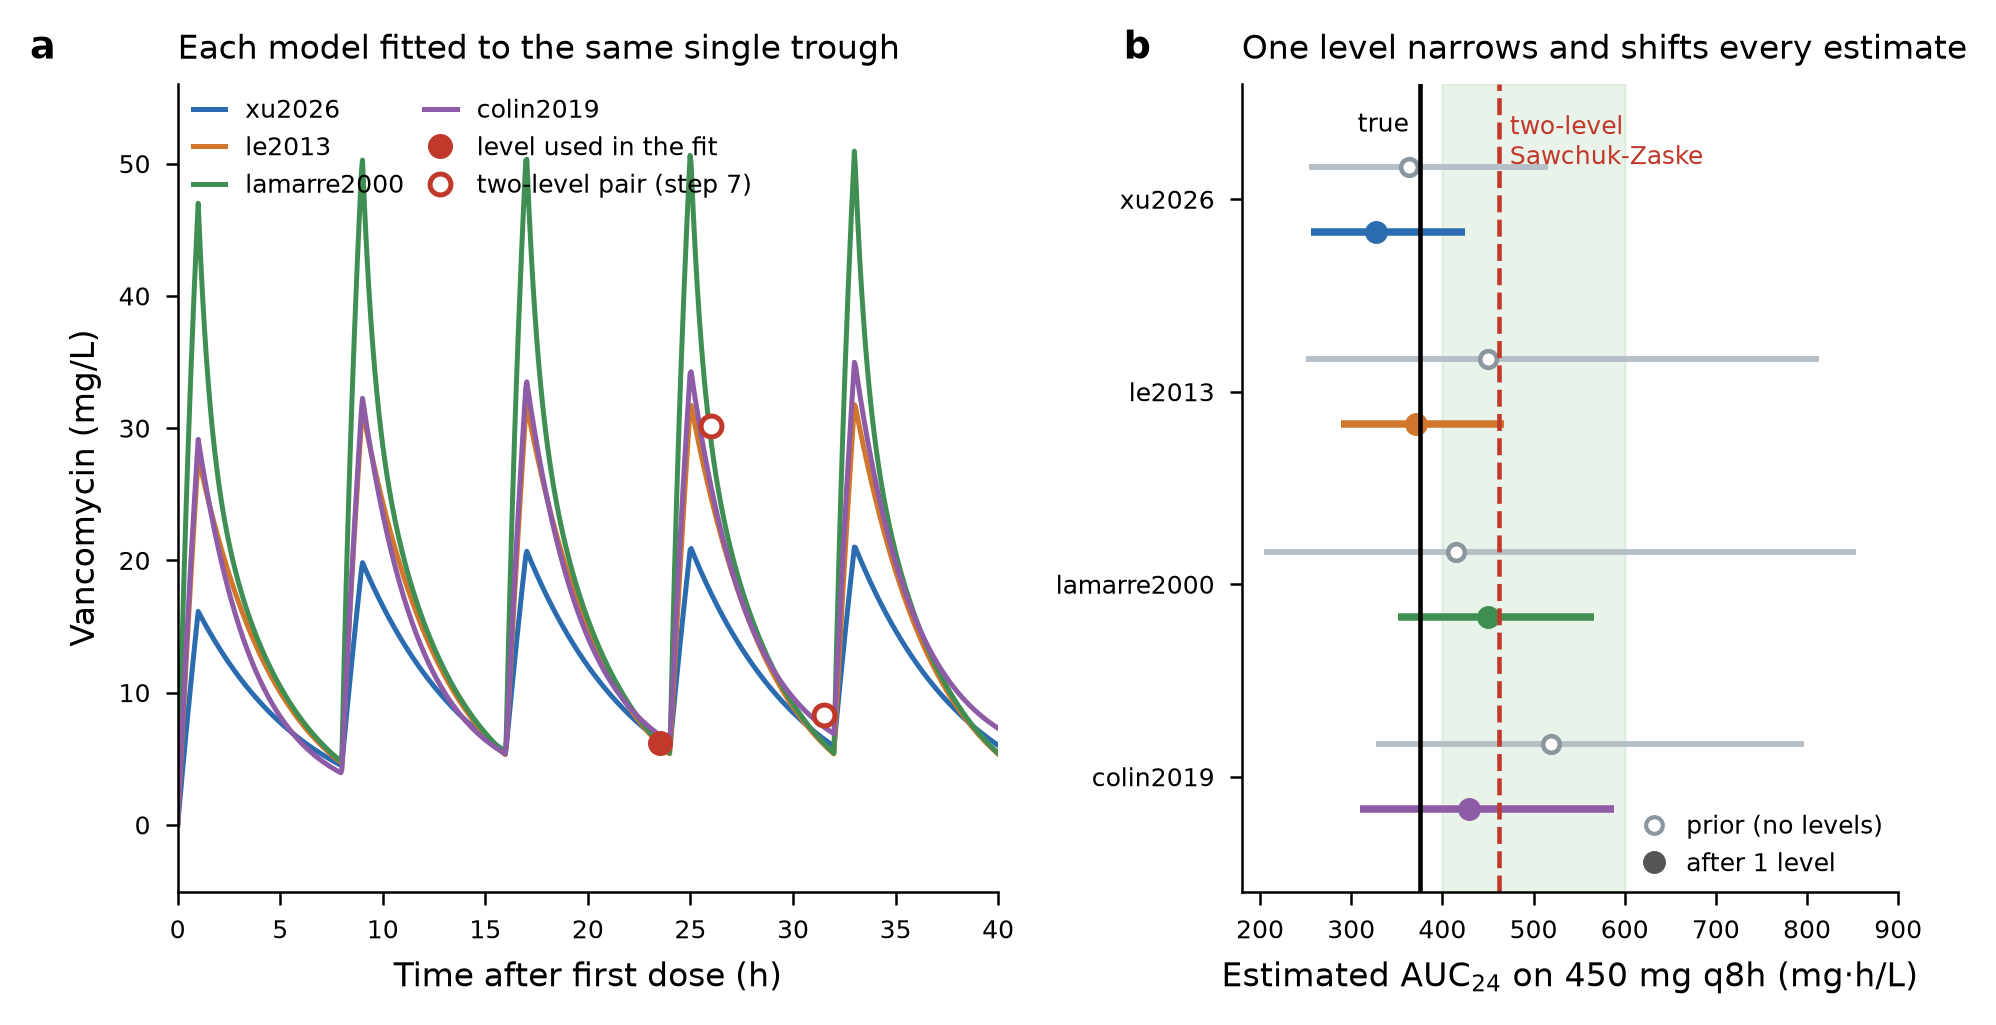 a
Each model fitted to the same single trough
xu2026
le2013
lamarre2000
colin2019
level used in the fit
two-level pair (step 7)
Vancomycin (mg/L)
50
40
30
20
10
0
0 5 10 15 20 25 30 35 40
Time after first dose (h)
b
One level narrows and shifts every estimate
true
two-level
Sawchuk-Zaske
xu2026
le2013
lamarre2000
colin2019
prior (no levels)
after 1 level
200 300 400 500 600 700 800 900
Estimated AUC24 on 450 mg q8h (mg·h/L)